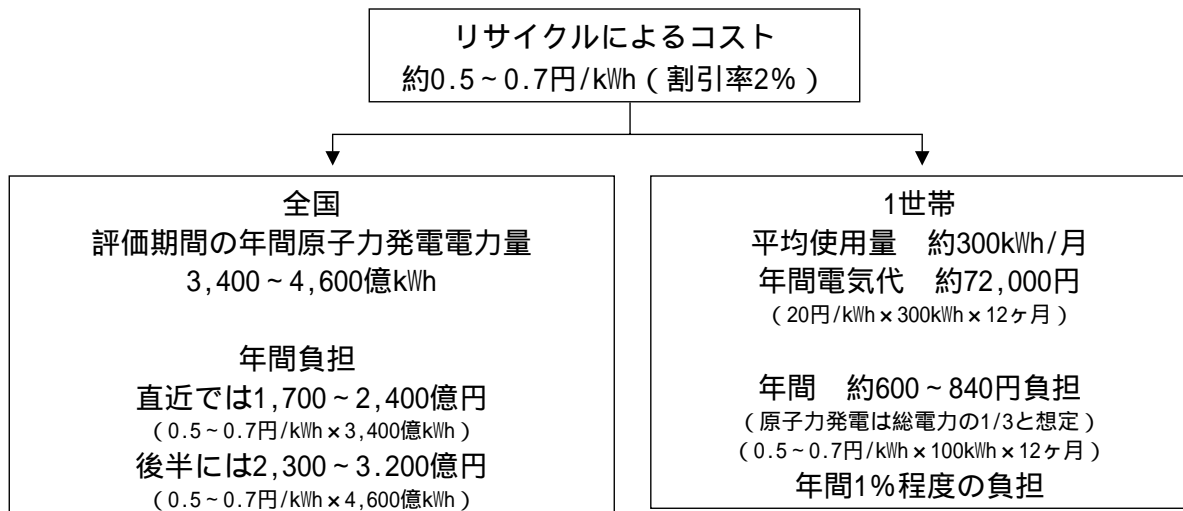 リサイクルによるコスト
約0.5~0.7円/kWh(割引率2%)
全国
評価期間の年間原子力発電電力量
3,400~4,600億kWh
年間負担
直近では1,700~2,400億円
(0.5~0.7円/kWh×3,400億kWh)
後半には2,300~3.200億円
(0.5~0.7円/kWh×4,600億kWh)
1世帯
平均使用量 約300kWh/月
年間電気代 約72,000円
(20円/kWh×300kWh×12ヶ月)
年間 約600~840円負担
(原子力発電は総電力の1/3と想定)
(0.5~0.7円/kWh×100kWh×12ヶ月)
年間1%程度の負担